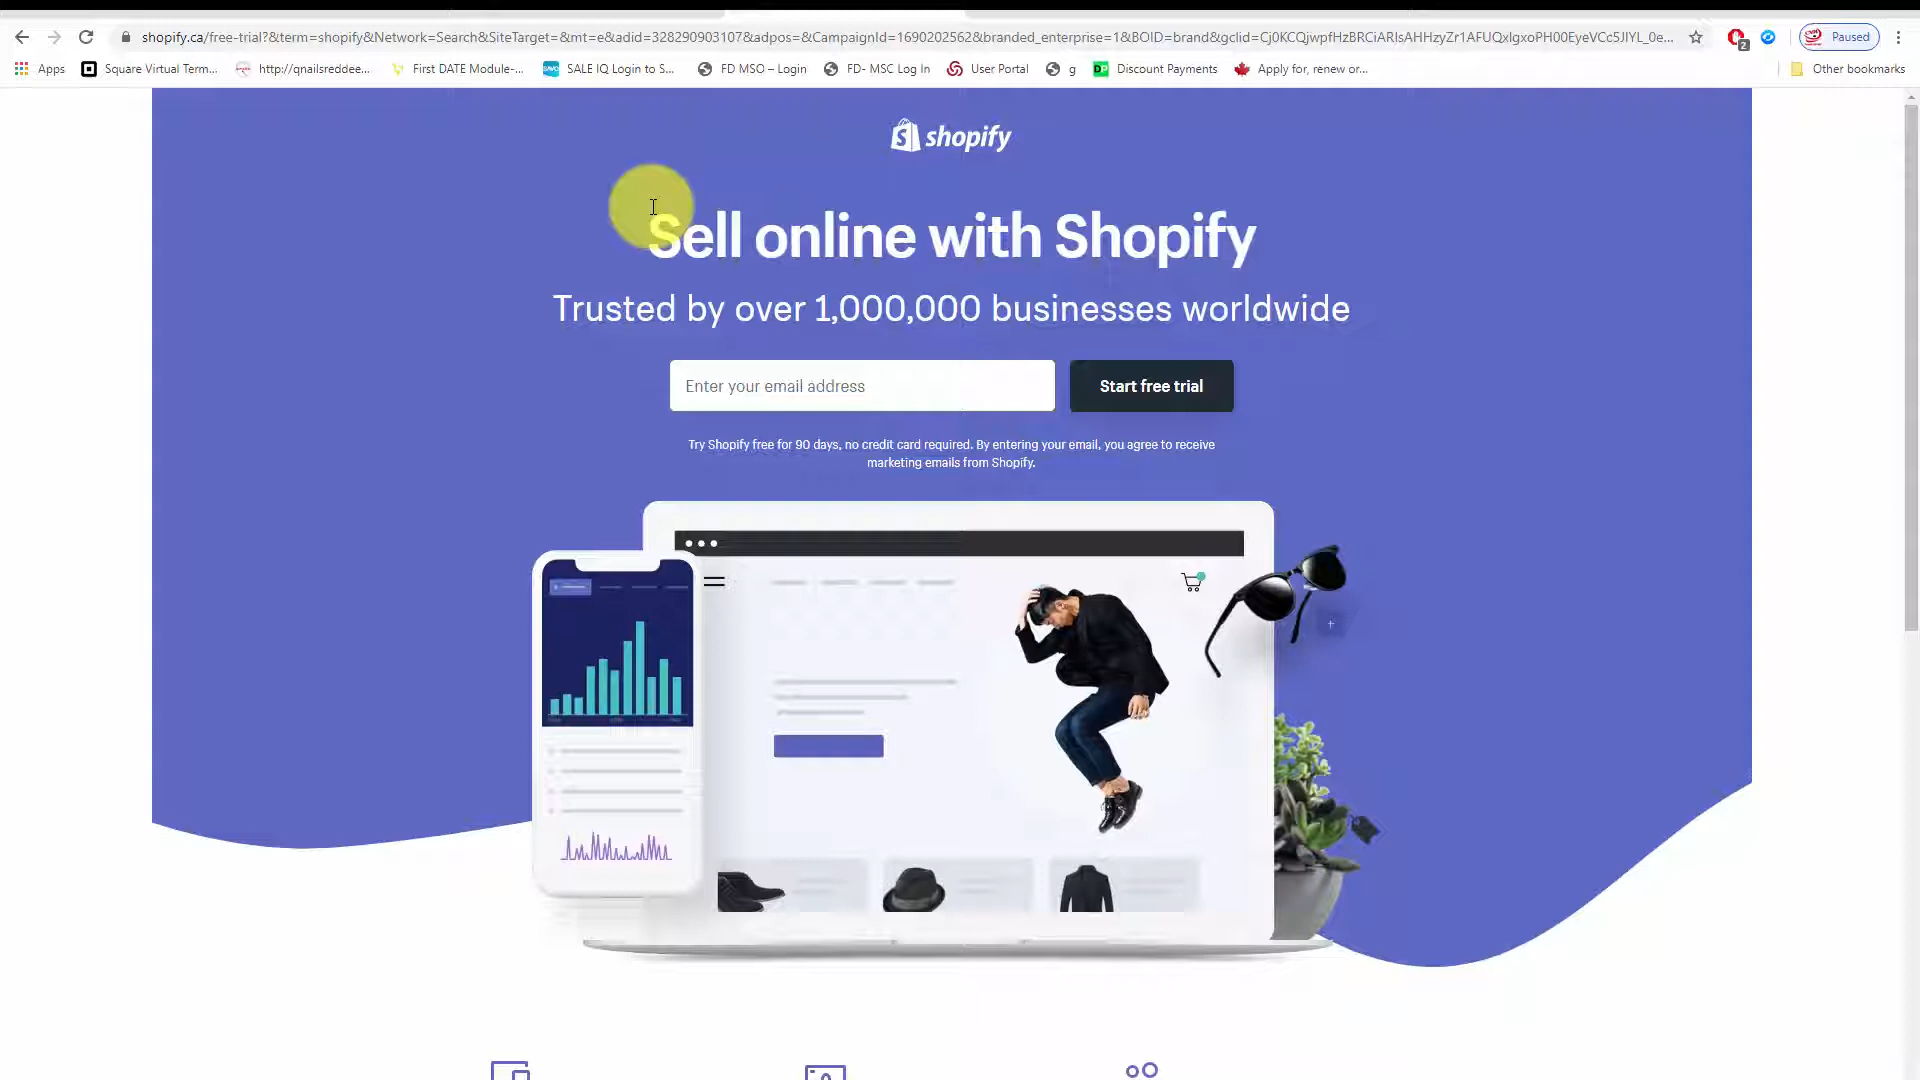 shopify.ca/free-trial?&term=shopify&Network=Search&SiteTarget=&mt=e&adid=328290903107&adpos=&CampaignId=1690202562&branded_enterprise=1&BOID=brand&gclid=Cj0KCQjwpfHzBRCiARIsAHHzyZr1AFUQxIgxoPH00EyeVCc5JIYL_0e...
Paused
Apps
Square Virtual Term...
http://qnailsreddee...
First DATE Module-...
SALE IQ Login to S...
FD MSO – Login
FD- MSC Log In
User Portal
g
Discount Payments
Apply for, renew or...
Other bookmarks
shopify
Sell online with Shopify
Trusted by over 1,000,000 businesses worldwide
Enter your email address
Start free trial
Try Shopify free for 90 days, no credit card required. By entering your email, you agree to receive
marketing emails from Shopify.